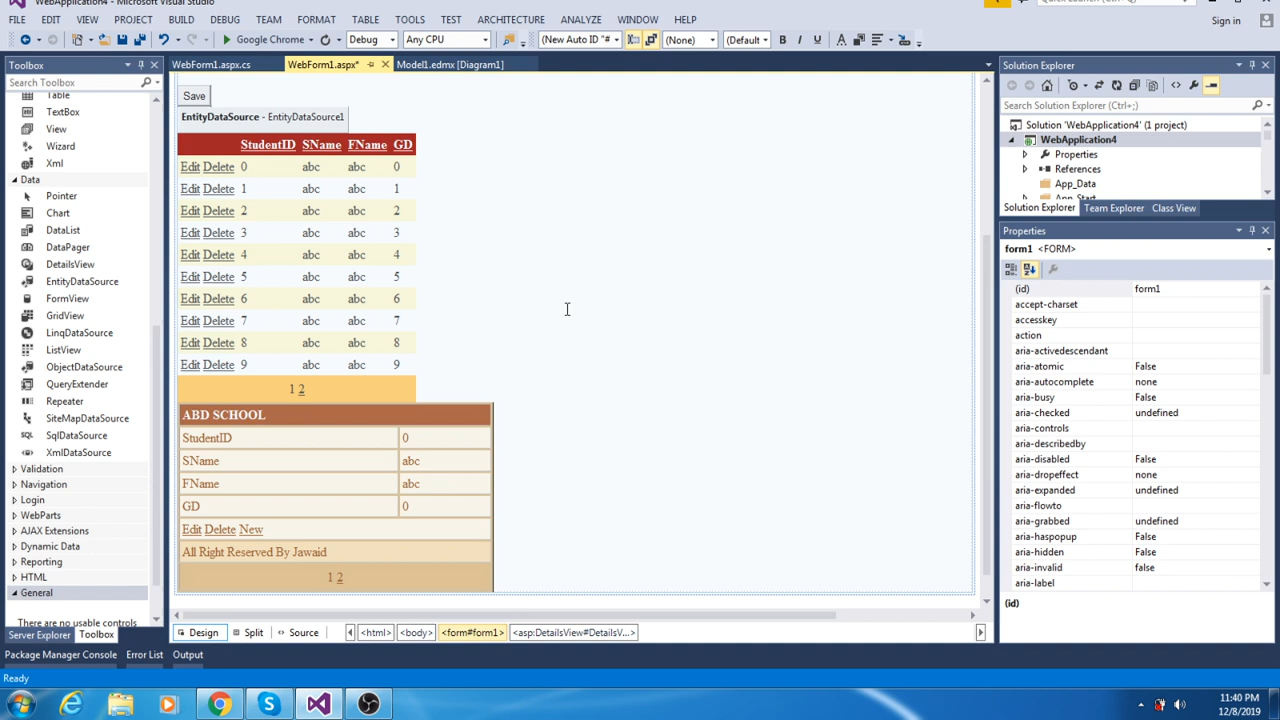 WebApplication4 - Microsoft Visual Studio
Quick Launch (Ctrl+;)
FILE EDIT VIEW PROJECT BUILD DEBUG TEAM FORMAT TABLE TOOLS TEST ARCHITECTURE ANALYZE WINDOW HELP
Sign in
Google Chrome Debug Any CPU (New Auto ID "# (None) (Default B I U A
Toolbox
Search Toolbox
Table
TextBox
View
Wizard
Xml
Data
Pointer
Chart
DataList
DataPager
DetailsView
EntityDataSource
FormView
GridView
LinqDataSource
ListView
ObjectDataSource
QueryExtender
Repeater
SiteMapDataSource
SQL SqlDataSource
XmlDataSource
Validation
Navigation
Login
WebParts
AJAX Extensions
Dynamic Data
Reporting
HTML
General
There are no usable controls
Server Explorer Toolbox
WebForm1.aspx.cs WebForm1.aspx* Model1.edmx [Diagram1]
Save
EntityDataSource - EntityDataSource1
StudentID SName FName GD
Edit Delete 0 abc abc 0
Edit Delete 1 abc abc 1
Edit Delete 2 abc abc 2
Edit Delete 3 abc abc 3
Edit Delete 4 abc abc 4
Edit Delete 5 abc abc 5
Edit Delete 6 abc abc 6
Edit Delete 7 abc abc 7
Edit Delete 8 abc abc 8
Edit Delete 9 abc abc 9
1 2
ABD SCHOOL
StudentID 0
SName abc
FName abc
GD 0
Edit Delete New
All Right Reserved By Jawaid
1 2
Design Split Source <html> <body> <form#form1> <asp:DetailsView#DetailsV...>
Solution Explorer
Search Solution Explorer (Ctrl+;)
Solution 'WebApplication4' (1 project)
WebApplication4
Properties
References
App_Data
App_Start
Solution Explorer Team Explorer Class View
Properties
form1 <FORM>
(id) form1
accept-charset
accesskey
action
aria-activedescendant
aria-atomic False
aria-autocomplete none
aria-busy False
aria-checked undefined
aria-controls
aria-describedby
aria-disabled False
aria-dropeffect none
aria-expanded undefined
aria-flowto
aria-grabbed undefined
aria-haspopup False
aria-hidden False
aria-invalid false
aria-label
(id)
Package Manager Console Error List Output
Ready
11:40 PM
12/8/2019